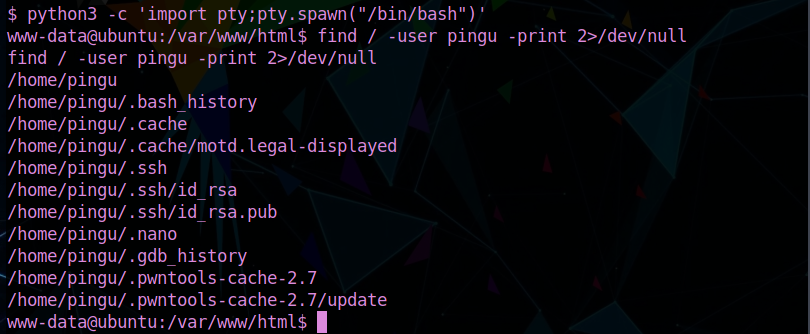 $ python3 -c 'import pty;pty.spawn("/bin/bash")'
www-data@ubuntu:/var/www/html$ find / -user pingu -print 2>/dev/null
find / -user pingu -print 2>/dev/null
/home/pingu
/home/pingu/.bash_history
/home/pingu/.cache
/home/pingu/.cache/motd.legal-displayed
/home/pingu/.ssh
/home/pingu/.ssh/id_rsa
/home/pingu/.ssh/id_rsa.pub
/home/pingu/.nano
/home/pingu/.gdb_history
/home/pingu/.pwntools-cache-2.7
/home/pingu/.pwntools-cache-2.7/update
www-data@ubuntu:/var/www/html$